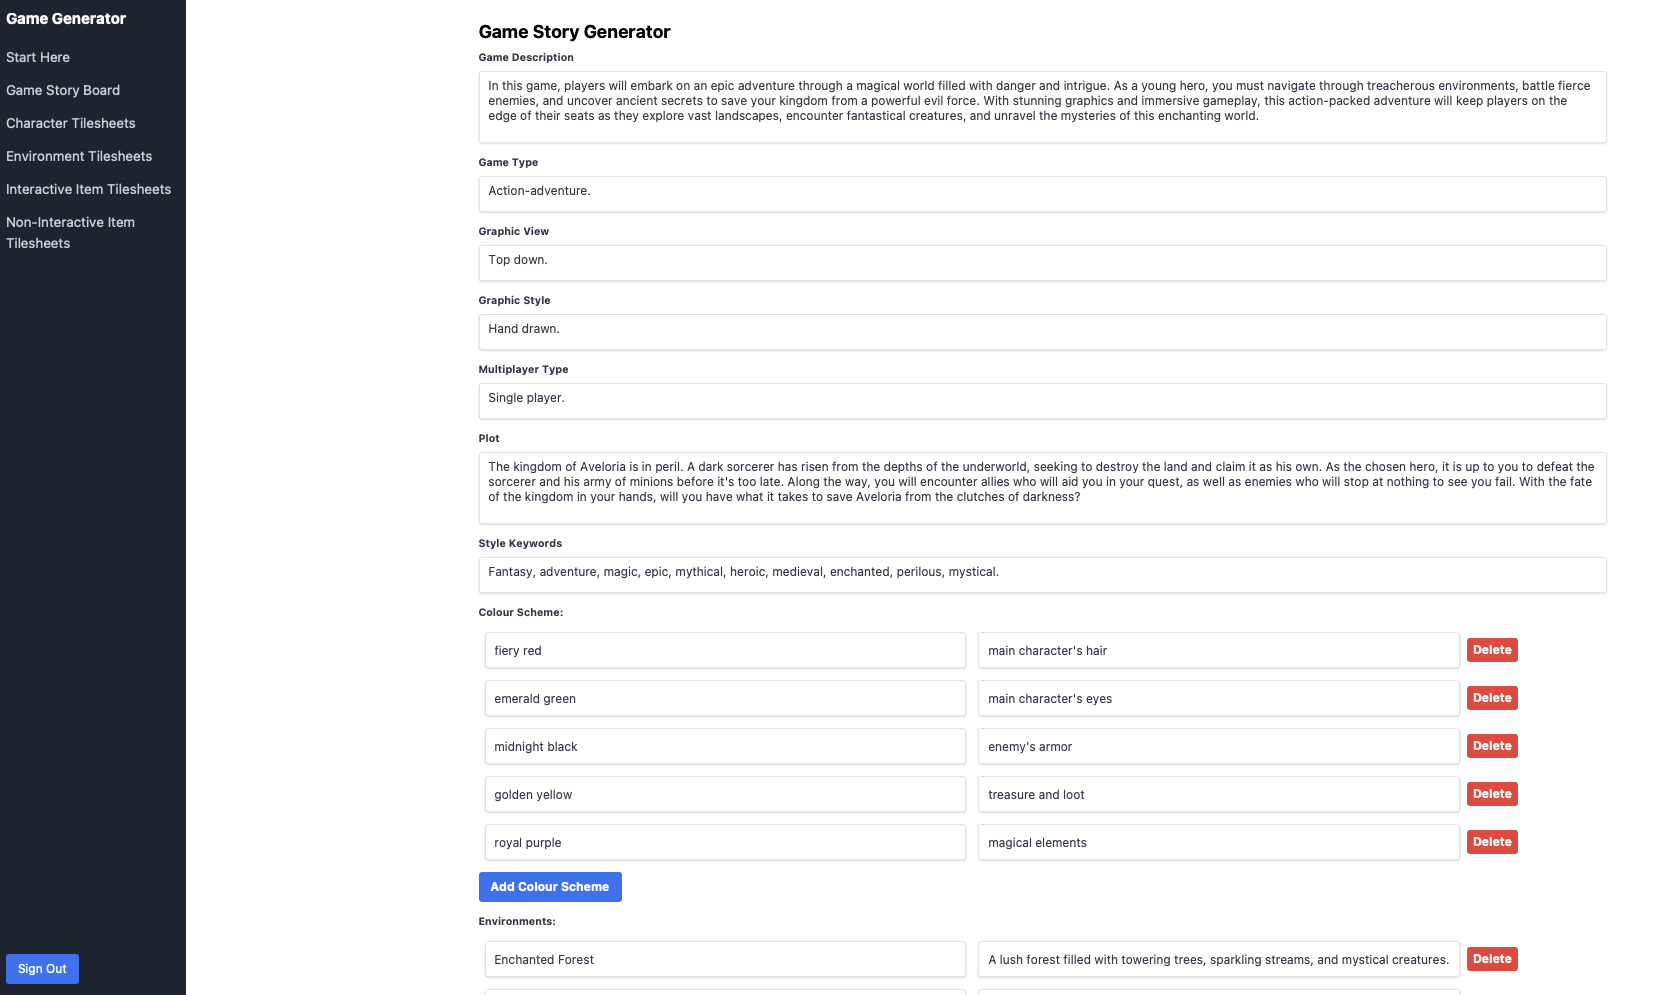 Game Generator
Start Here
Game Story Board
Character Tilesheets
Environment Tilesheets
Interactive Item Tilesheets
Non-Interactive Item
Tilesheets
Sign Out
Game Story Generator
Game Description
In this game, players will embark on an epic adventure through a magical world filled with danger and intrigue. As a young hero, you must navigate through treacherous environments, battle fierce
enemies, and uncover ancient secrets to save your kingdom from a powerful evil force. With stunning graphics and immersive gameplay, this action-packed adventure will keep players on the
edge of their seats as they explore vast landscapes, encounter fantastical creatures, and unravel the mysteries of this enchanting world.
Game Type
Action-adventure.
Graphic View
Top down.
Graphic Style
Hand drawn.
Multiplayer Type
Single player.
Plot
The kingdom of Aveloria is in peril. A dark sorcerer has risen from the depths of the underworld, seeking to destroy the land and claim it as his own. As the chosen hero, it is up to you to defeat the
sorcerer and his army of minions before it's too late. Along the way, you will encounter allies who will aid you in your quest, as well as enemies who will stop at nothing to see you fail. With the fate
of the kingdom in your hands, will you have what it takes to save Aveloria from the clutches of darkness?
Style Keywords
Fantasy, adventure, magic, epic, mythical, heroic, medieval, enchanted, perilous, mystical.
Colour Scheme:
fiery red main character's hair Delete
emerald green main character's eyes Delete
midnight black enemy's armor Delete
golden yellow treasure and loot Delete
royal purple magical elements Delete
Add Colour Scheme
Environments:
Enchanted Forest A lush forest filled with towering trees, sparkling streams, and mystical creatures. Delete